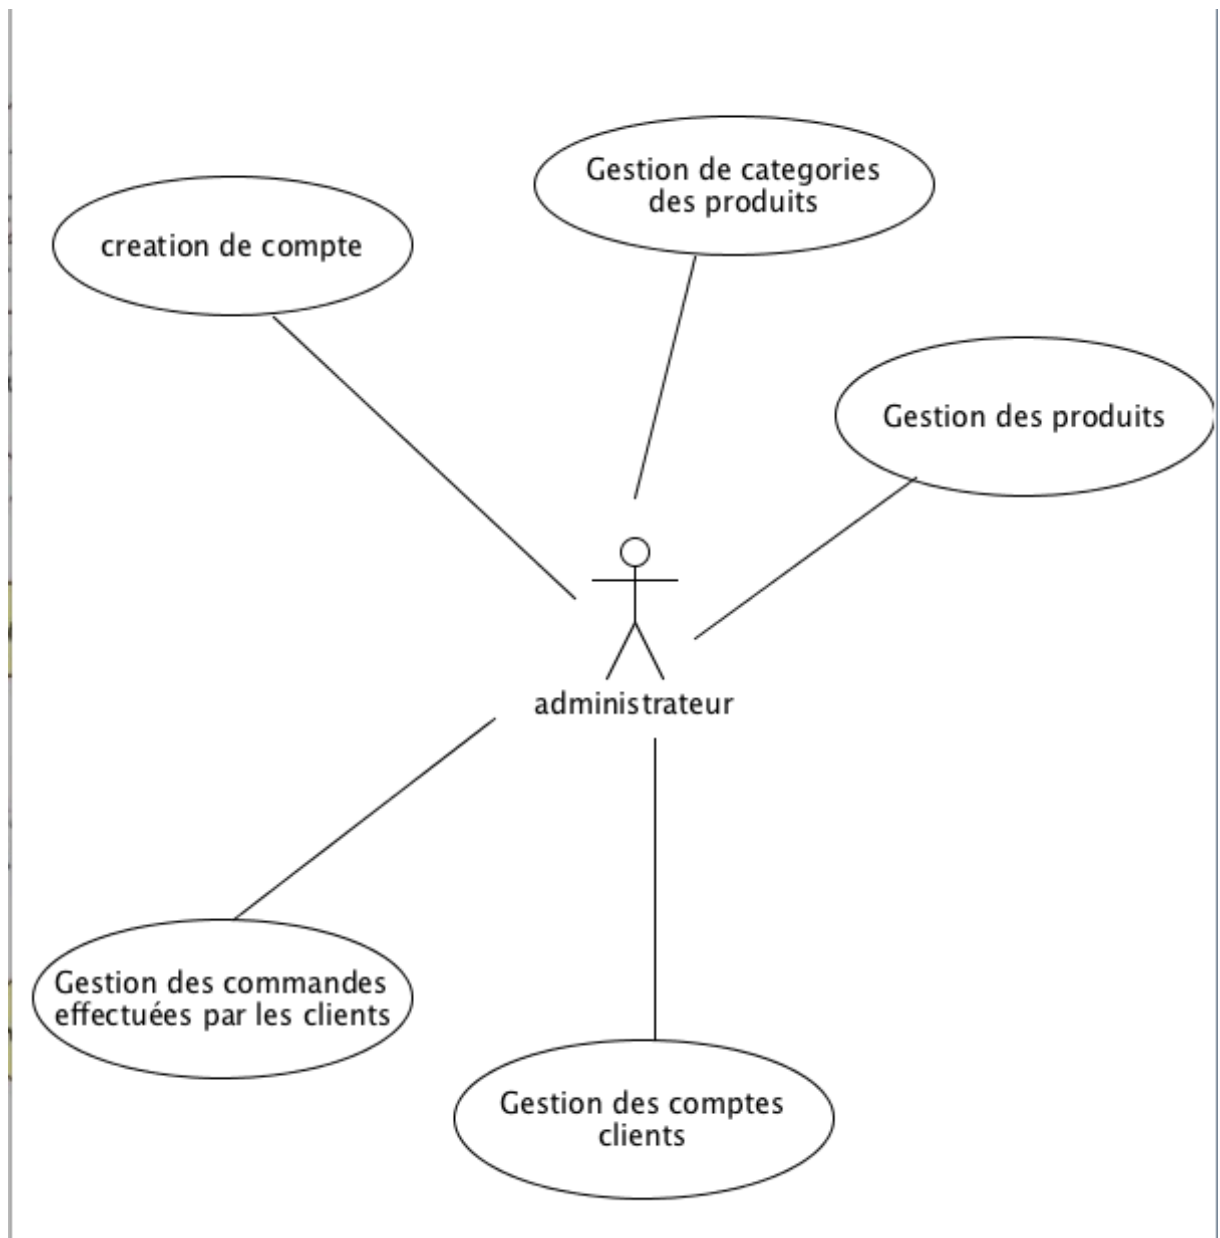 Gestion de categories
des produits
creation de compte
Gestion des produits
administrateur
Gestion des commandes
effectuées par les clients
Gestion des comptes
clients